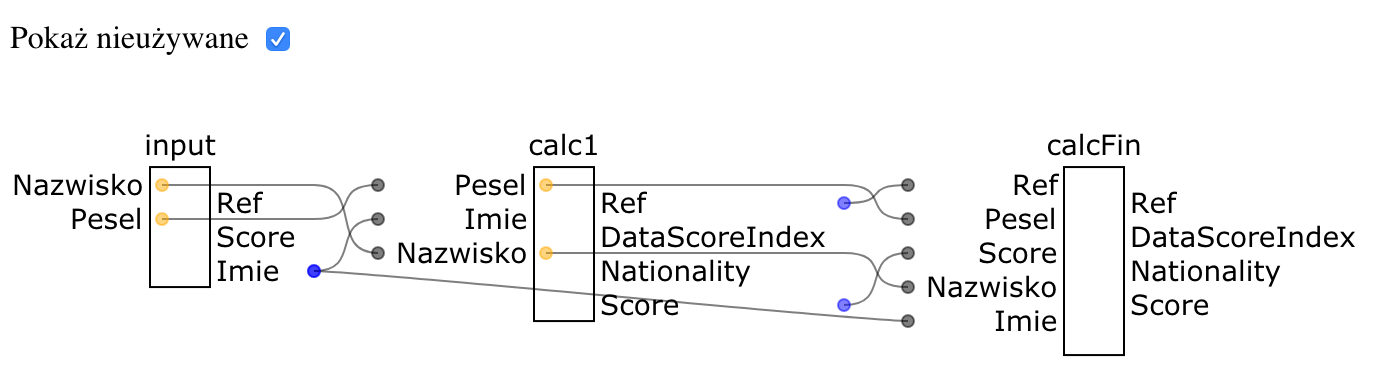 Pokaż nieużywane
input
Nazwisko
Pesel
Ref
Score
Imie
calc1
Pesel
Imie
Nazwisko
Ref
DataScoreIndex
Nationality
Score
calcFin
Ref
Pesel
Score
Nazwisko
Imie
Ref
DataScoreIndex
Nationality
Score